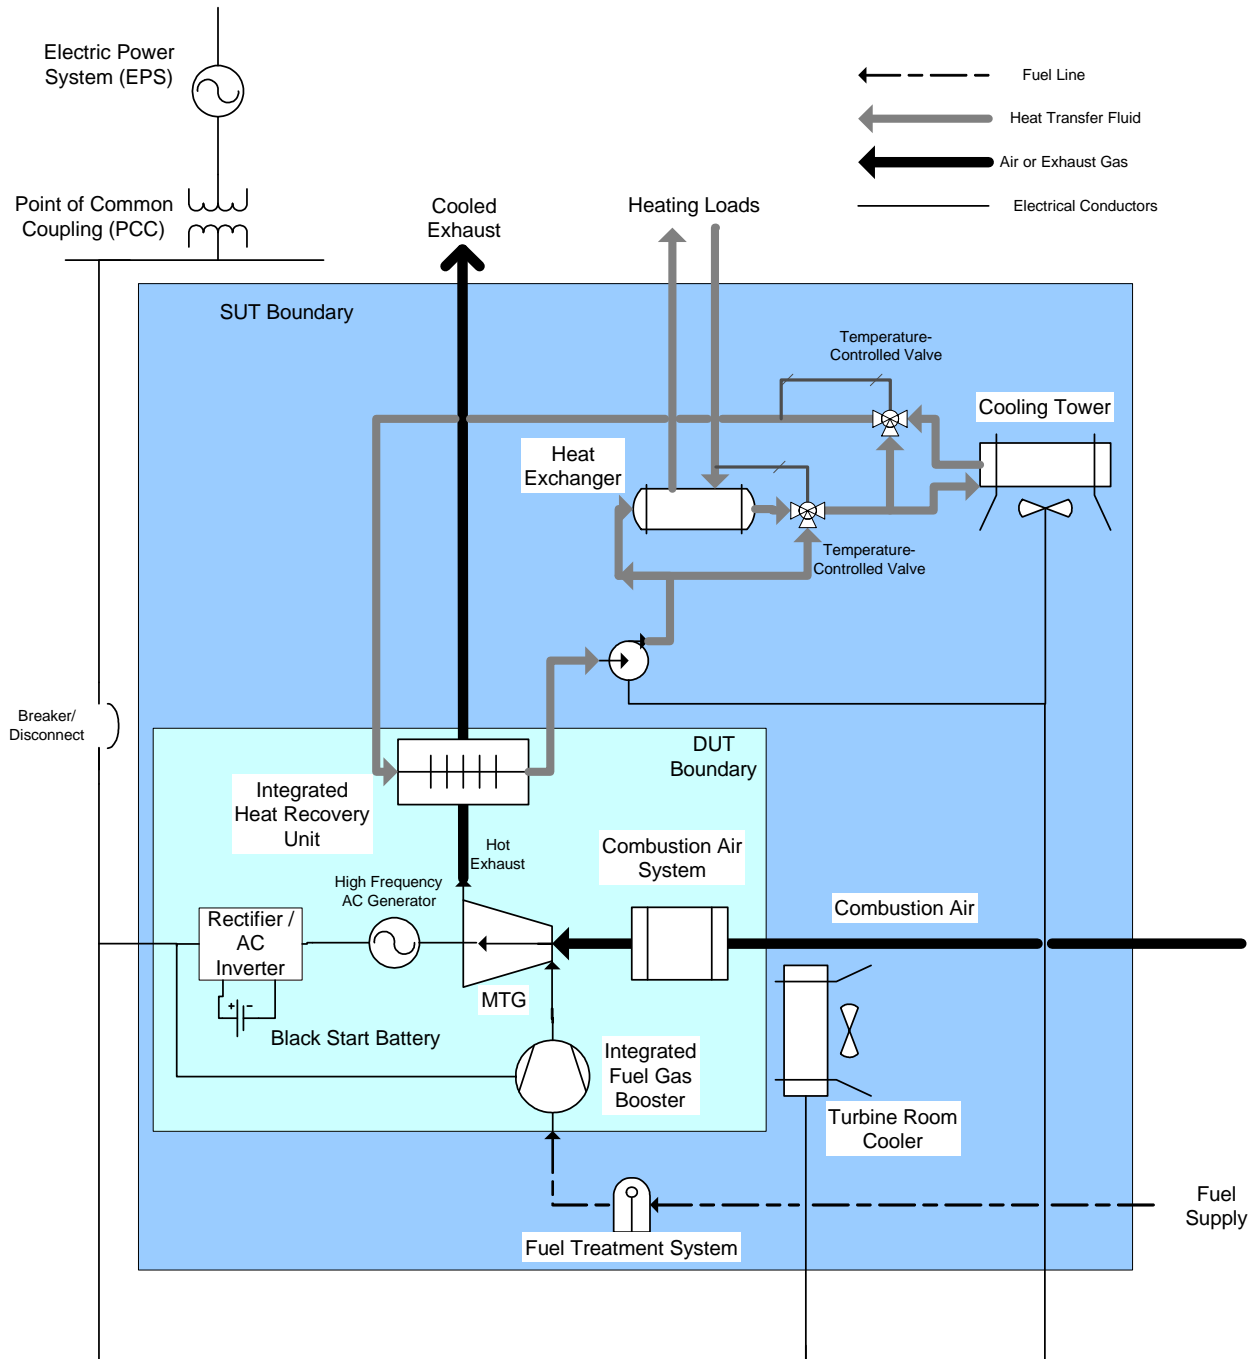 Electric Power
System (EPS)
Fuel Line
Heat Transfer Fluid
Air or Exhaust Gas
Electrical Conductors
Point of Common
Coupling (PCC)
Cooled
Exhaust
Heating Loads
SUT Boundary
Temperature-
Controlled Valve
Cooling Tower
Heat
Exchanger
Temperature-
Controlled Valve
Breaker/
Disconnect
DUT
Boundary
Integrated
Heat Recovery
Unit
Hot
Exhaust
Combustion Air
System
High Frequency
AC Generator
Combustion Air
Rectifier /
AC
Inverter
MTG
+ -
Black Start Battery
Integrated
Fuel Gas
Booster
Turbine Room
Cooler
Fuel
Supply
Fuel Treatment System